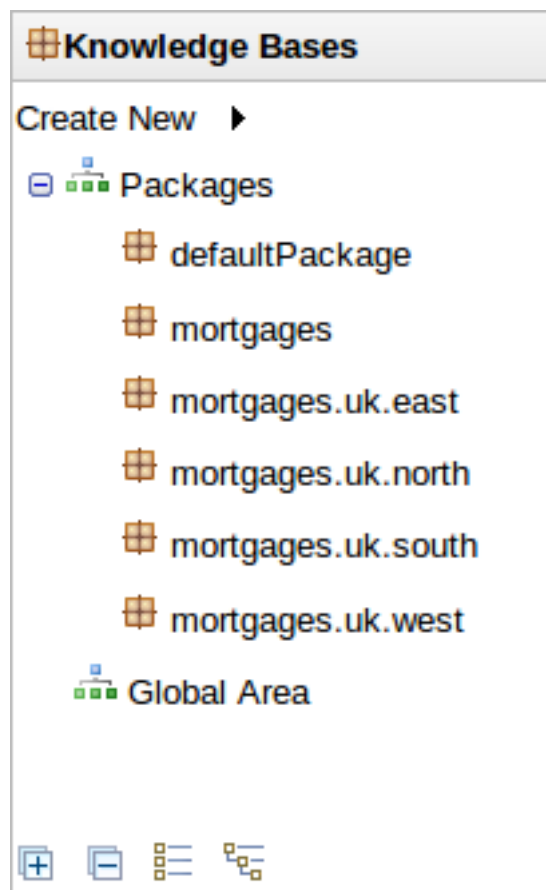 Knowledge Bases
Create New
Packages
defaultPackage
mortgages
mortgages.uk.east
mortgages.uk.north
mortgages.uk.south
mortgages.uk.west
Global Area